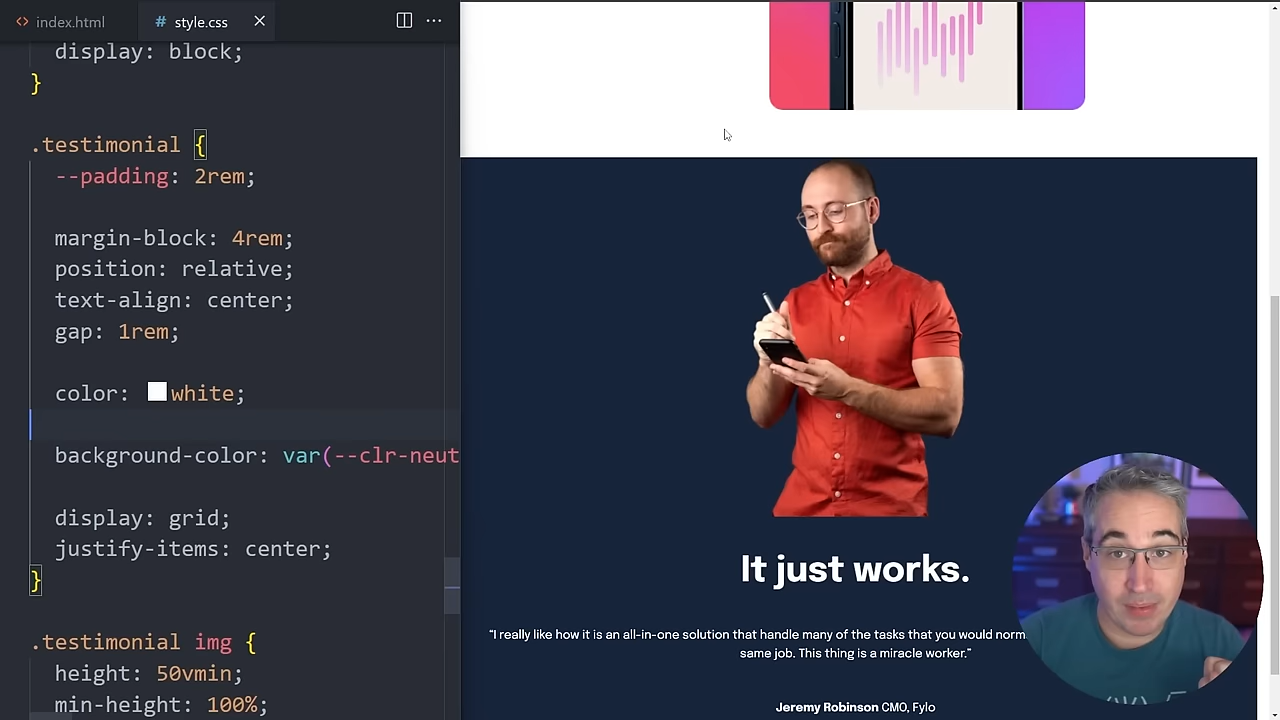 index.html
# style.css
display: block;
}
.testimonial {
--padding: 2rem;
margin-block: 4rem;
position: relative;
text-align: center;
gap: 1rem;
color: white;
background-color: var(--clr-neut
display: grid;
justify-items: center;
}
.testimonial img {
height: 50vmin;
min-height: 100%;
It just works.
“I really like how it is an all-in-one solution that handle many of the tasks that you would norm
same job. This thing is a miracle worker.”
Jeremy Robinson CMO, Fylo